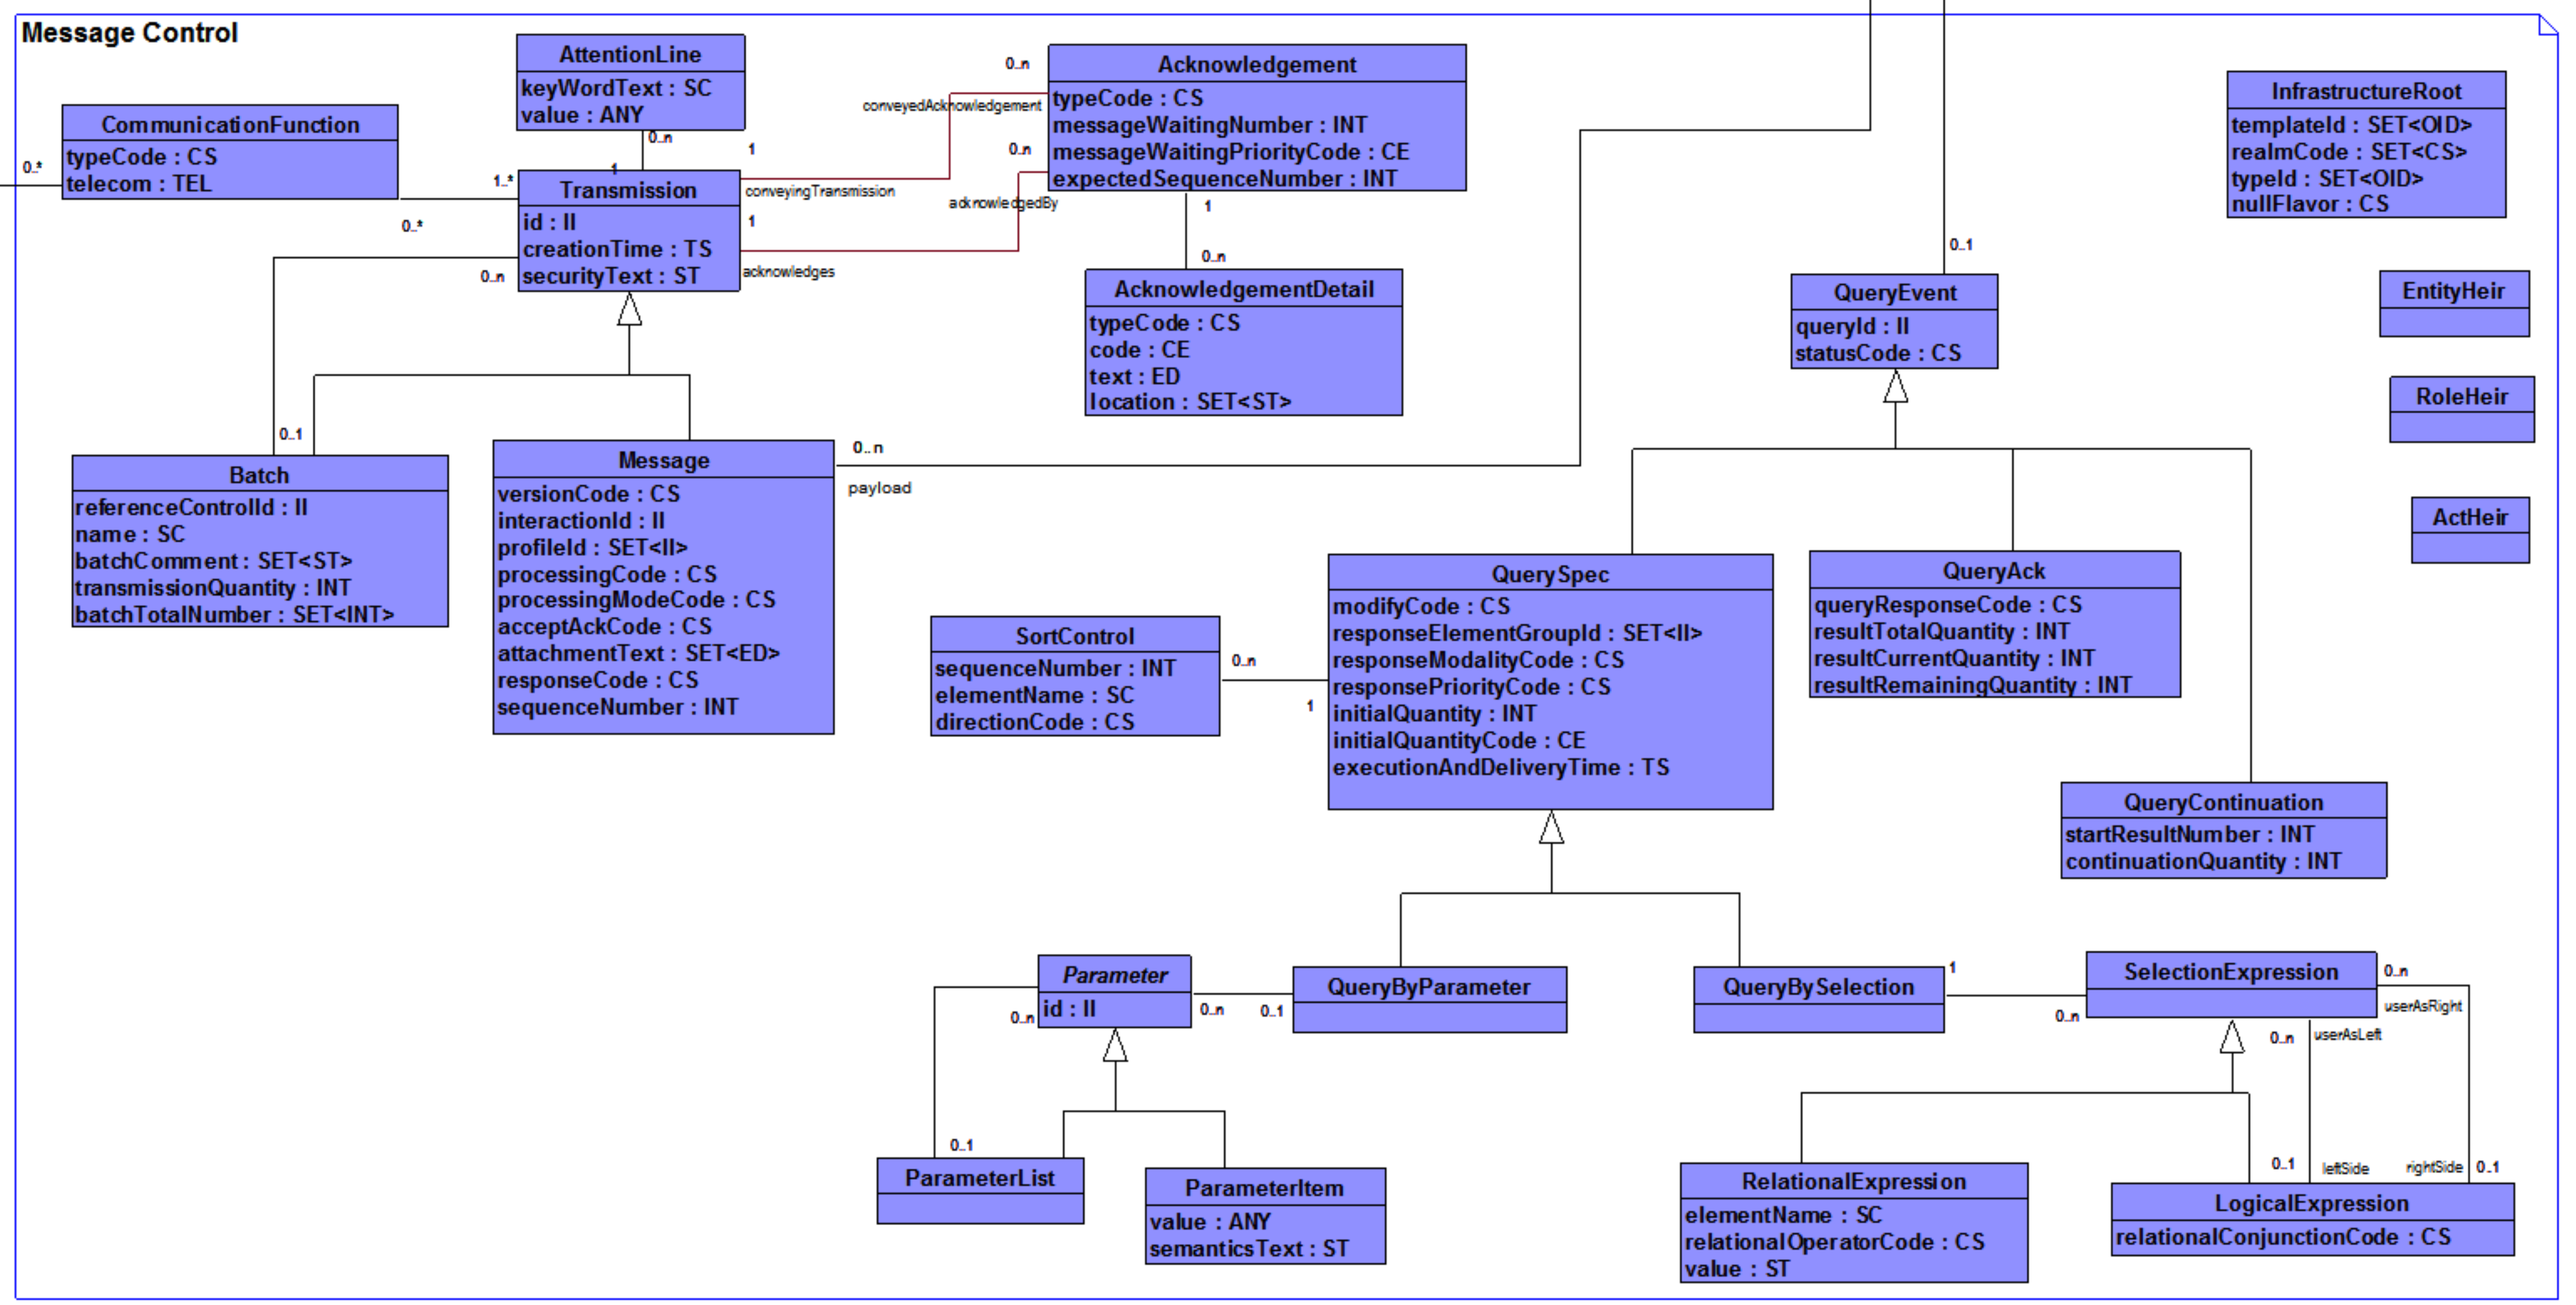 Message Control
CommunicationFunction
typeCode : CS
telecom : TEL
0..*
1..*
0..*
AttentionLine
keyWordText : SC
value : ANY
0..n
1
Transmission
id : II
creationTime : TS
securityText : ST
0..n
1
conveyingTransmission
1
acknowledges
0..n
conveyedAcknowledgement
0..n
acknowledgedBy
Acknowledgement
typeCode : CS
messageWaitingNumber : INT
messageWaitingPriorityCode : CE
expectedSequenceNumber : INT
1
0..n
AcknowledgementDetail
typeCode : CS
code : CE
text : ED
location : SET<ST>
0..1
Batch
referenceControlId : II
name : SC
batchComment : SET<ST>
transmissionQuantity : INT
batchTotalNumber : SET<INT>
Message
versionCode : CS
interactionId : II
profileId : SET<II>
processingCode : CS
processingModeCode : CS
acceptAckCode : CS
attachmentText : SET<ED>
responseCode : CS
sequenceNumber : INT
0..n
payload
InfrastructureRoot
templateId : SET<OID>
realmCode : SET<CS>
typeId : SET<OID>
nullFlavor : CS
EntityHeir
RoleHeir
ActHeir
0..1
QueryEvent
queryId : II
statusCode : CS
QuerySpec
modifyCode : CS
responseElementGroupId : SET<II>
responseModalityCode : CS
responsePriorityCode : CS
initialQuantity : INT
initialQuantityCode : CE
executionAndDeliveryTime : TS
QueryAck
queryResponseCode : CS
resultTotalQuantity : INT
resultCurrentQuantity : INT
resultRemainingQuantity : INT
SortControl
sequenceNumber : INT
elementName : SC
directionCode : CS
0..n
1
QueryContinuation
startResultNumber : INT
continuationQuantity : INT
Parameter
id : II
0..n
0..n
0..1
QueryByParameter
QueryBySelection
1
0..n
SelectionExpression
0..n
userAsRight
0..n
userAsLeft
0..1
ParameterList
ParameterItem
value : ANY
semanticsText : ST
RelationalExpression
elementName : SC
relationalOperatorCode : CS
value : ST
0..1
leftSide
rightSide
0..1
LogicalExpression
relationalConjunctionCode : CS